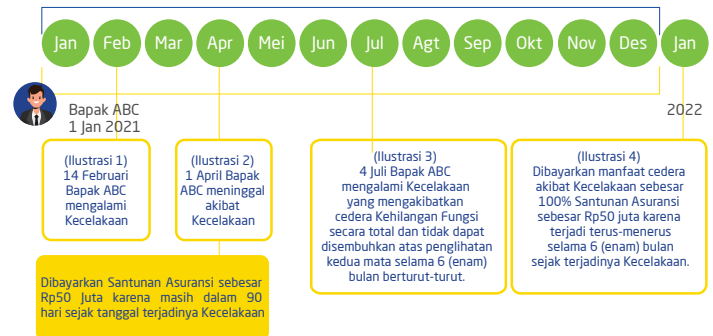 Jan Feb Mar Apr Mei Jun Jul Agt Sep Okt Nov Des Jan
Bapak ABC
1 Jan 2021
2022
(Ilustrasi 1)
14 Februari
Bapak ABC
mengalami
Kecelakaan
(Ilustrasi 2)
1 April Bapak
ABC meninggal
akibat
Kecelakaan
(Ilustrasi 3)
4 Juli Bapak ABC
mengalami Kecelakaan
yang mengakibatkan
cedera Kehilangan Fungsi
secara total dan tidak dapat
disembuhkan atas penglihatan
kedua mata selama 6 (enam)
bulan berturut-turut.
(Ilustrasi 4)
Dibayarkan manfaat cedera
akibat Kecelakaan sebesar
100% Santunan Asuransi
sebesar Rp50 juta karena
terjadi terus-menerus
selama 6 (enam) bulan
sejak terjadinya Kecelakaan.
Dibayarkan Santunan Asuransi sebesar
Rp50 Juta karena masih dalam 90
hari sejak tanggal terjadinya Kecelakaan